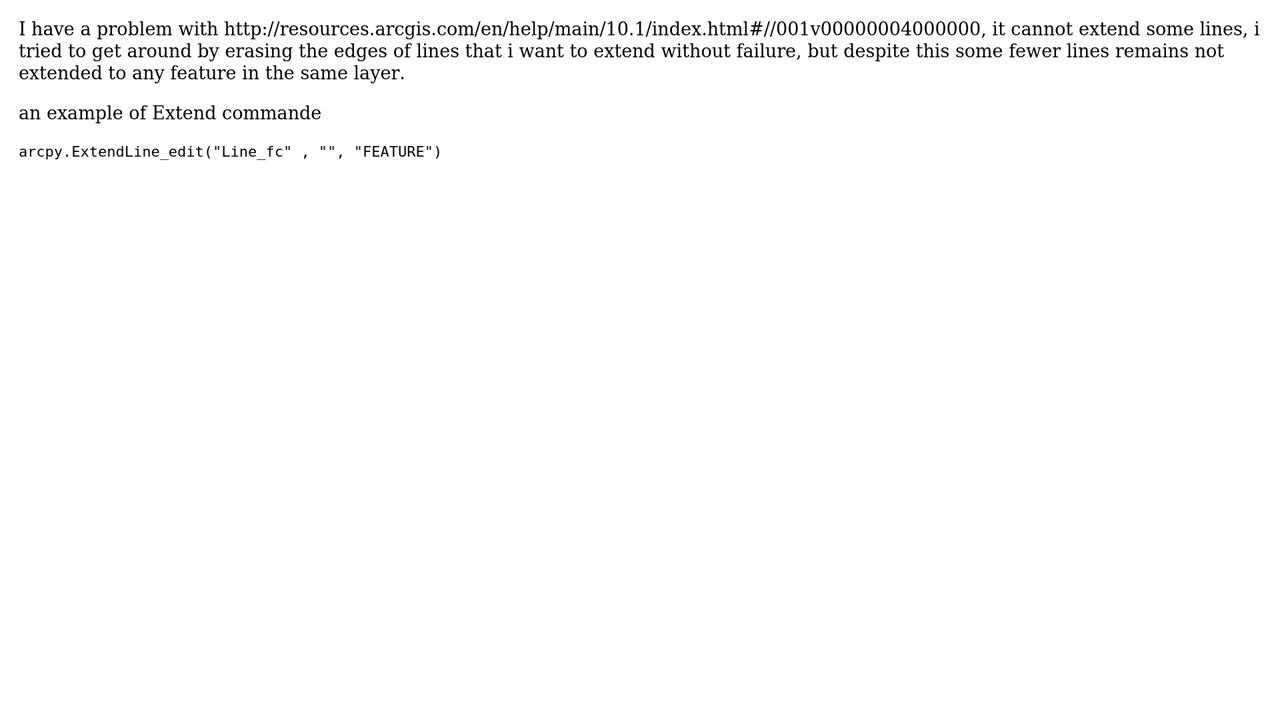 I have a problem with http://resources.arcgis.com/en/help/main/10.1/index.html#//001v00000004000000, it cannot extend some lines, i
tried to get around by erasing the edges of lines that i want to extend without failure, but despite this some fewer lines remains not
extended to any feature in the same layer.
an example of Extend commande
arcpy.ExtendLine_edit("Line_fc" , "", "FEATURE")